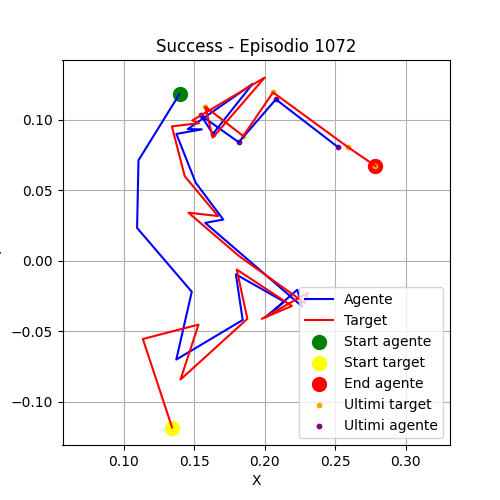 Success - Episodio 1072
0.10
0.05
0.00
−0.05
−0.10
Agente
Target
Start agente
Start target
End agente
Ultimi target
Ultimi agente
0.10 0.15 0.20 0.25 0.30
X